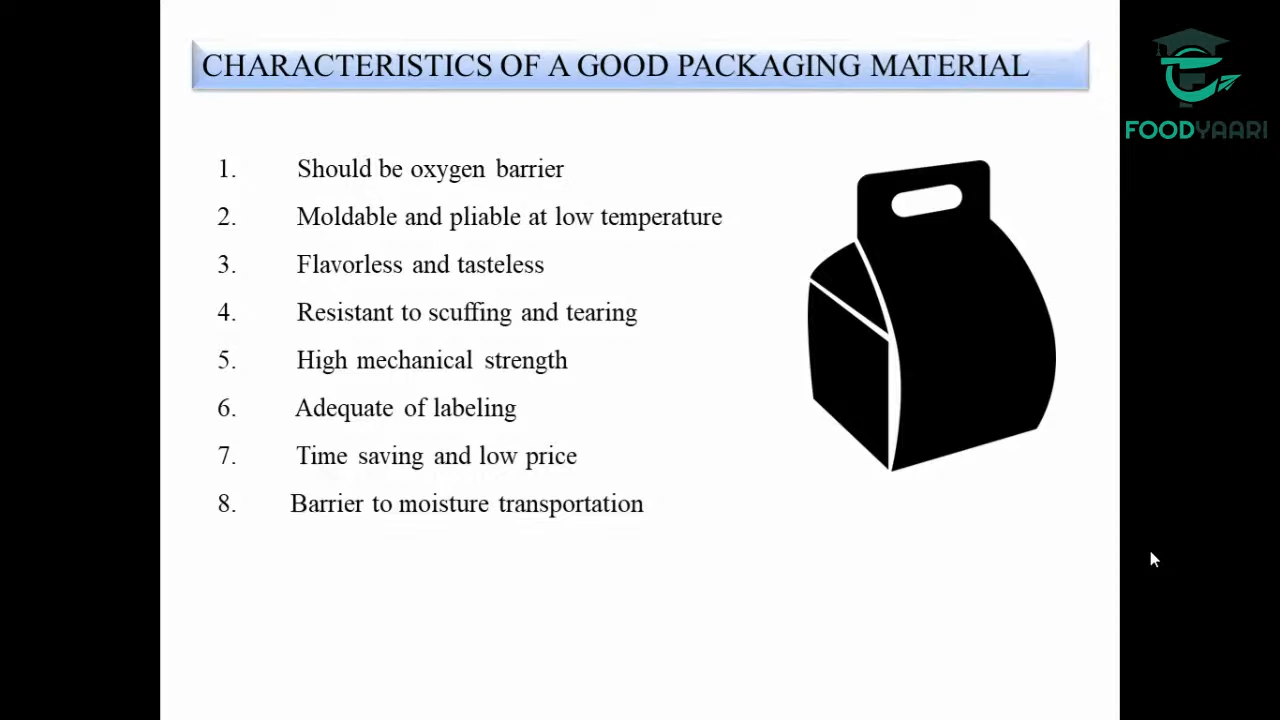 CHARACTERISTICS OF A GOOD PACKAGING MATERIAL
FOODYAARI
1. Should be oxygen barrier
2. Moldable and pliable at low temperature
3. Flavorless and tasteless
4. Resistant to scuffing and tearing
5. High mechanical strength
6. Adequate of labeling
7. Time saving and low price
8. Barrier to moisture transportation